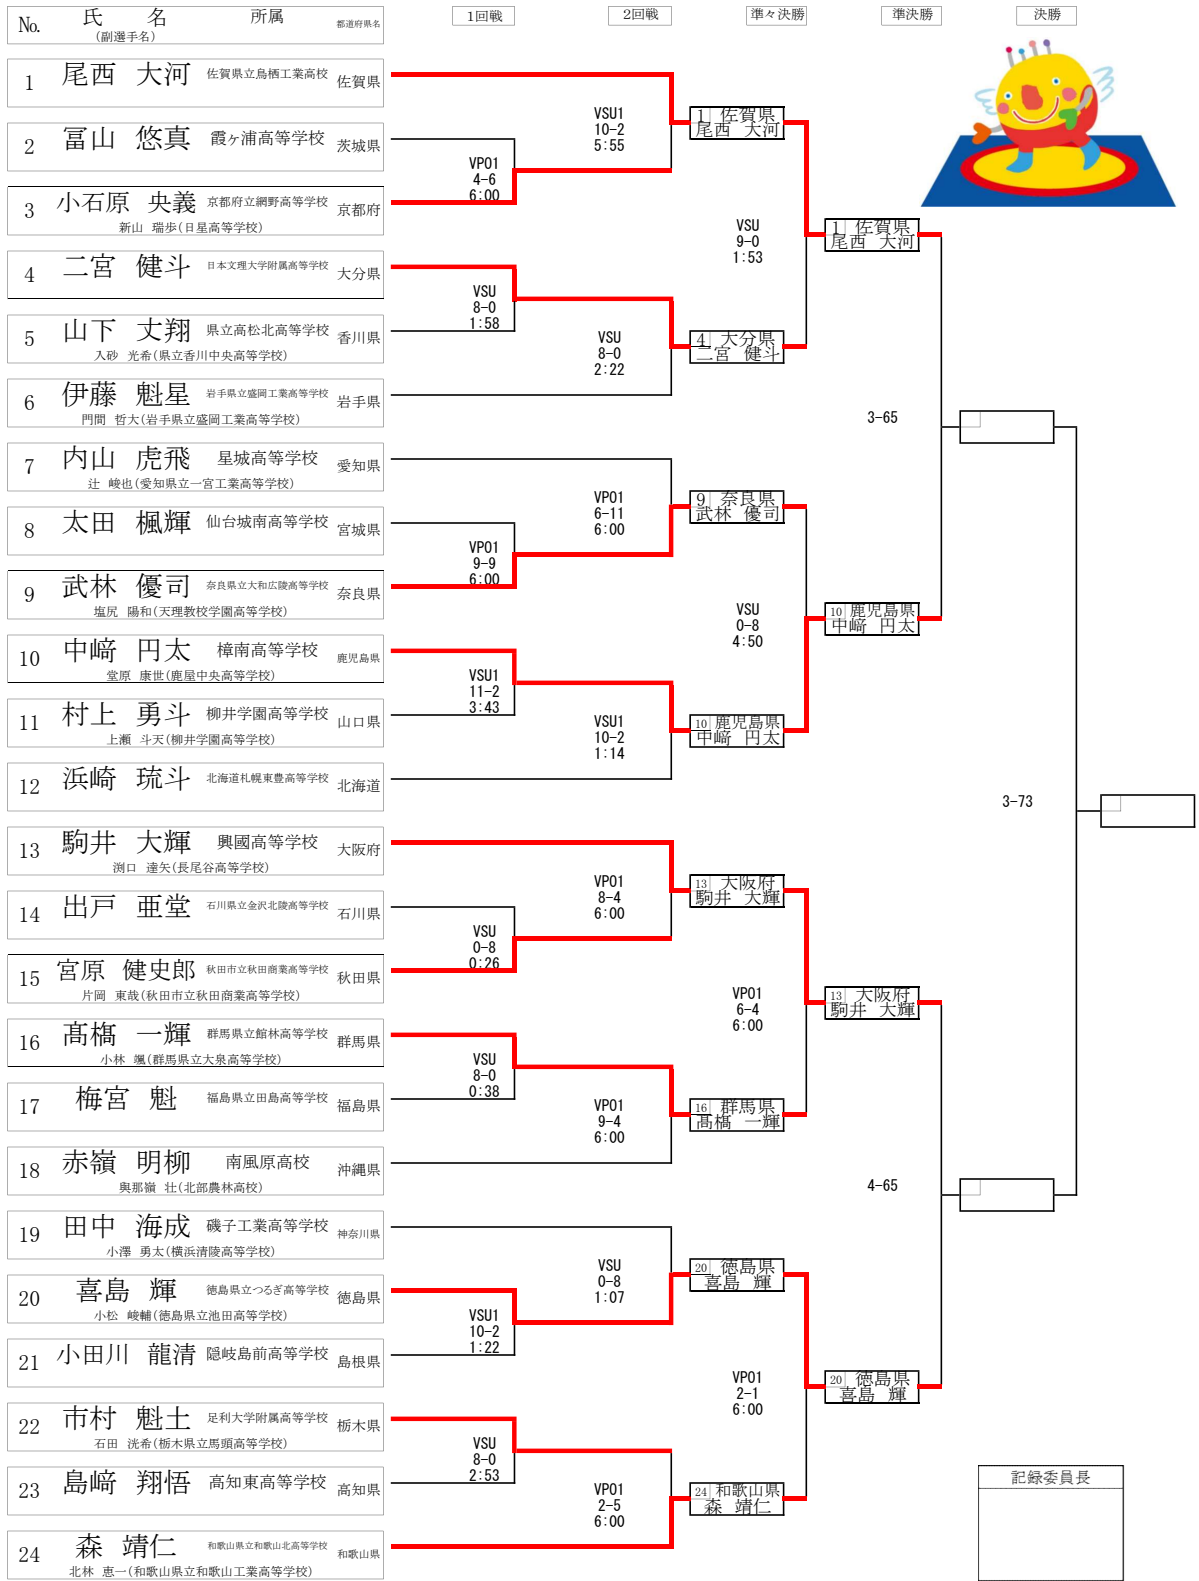 No.
氏 名
(副選手名)
所属
都道府県名
1回戦
2回戦
準々決勝
準決勝
決勝
1 尾西 大河 佐賀県立鳥栖工業高校 佐賀県
2 冨山 悠真 霞ヶ浦高等学校 茨城県
3 小石原 央義 京都府立網野高等学校 京都府
新山 瑞歩(日星高等学校)
4 二宮 健斗 日本文理大学附属高等学校 大分県
5 山下 丈翔 県立高松北高等学校 香川県
入砂 光希(県立香川中央高等学校)
6 伊藤 魁星 岩手県立盛岡工業高等学校 岩手県
門間 哲大(岩手県立盛岡工業高等学校)
7 内山 虎飛 星城高等学校 愛知県
辻 峻也(愛知県立一宮工業高等学校)
8 太田 楓輝 仙台城南高等学校 宮城県
9 武林 優司 奈良県立大和広陵高等学校 奈良県
塩尻 陽和(天理教校学園高等学校)
10 中﨑 円太 樟南高等学校 鹿児島県
堂原 康世(鹿屋中央高等学校)
11 村上 勇斗 柳井学園高等学校 山口県
上瀬 斗天(柳井学園高等学校)
12 浜崎 琉斗 北海道札幌東豊高等学校 北海道
13 駒井 大輝 興國高等学校 大阪府
渕口 達矢(長尾谷高等学校)
14 出戸 亜堂 石川県立金沢北陵高等学校 石川県
15 宮原 健史郎 秋田市立秋田商業高等学校 秋田県
片岡 東哉(秋田市立秋田商業高等学校)
16 髙橋 一輝 群馬県立館林高等学校 群馬県
小林 颯(群馬県立大泉高等学校)
17 梅宮 魁 福島県立田島高等学校 福島県
18 赤嶺 明柳 南風原高校 沖縄県
與那嶺 壮(北部農林高校)
19 田中 海成 磯子工業高等学校 神奈川県
小澤 勇太(横浜清陵高等学校)
20 喜島 輝 徳島県立つるぎ高等学校 徳島県
小松 峻輔(徳島県立池田高等学校)
21 小田川 龍清 隠岐島前高等学校 島根県
22 市村 魁士 足利大学附属高等学校 栃木県
石田 洸希(栃木県立馬頭高等学校)
23 島﨑 翔悟 高知東高等学校 高知県
24 森 靖仁 和歌山県立和歌山北高等学校 和歌山県
北林 恵一(和歌山県立和歌山工業高等学校)
VPO1
4-6
6:00
VSU
8-0
1:58
VPO1
9-9
6:00
VSU1
11-2
3:43
VSU
0-8
0:26
VSU
8-0
0:38
VSU1
10-2
1:22
VSU
8-0
2:53
VSU1
10-2
5:55
VSU
8-0
2:22
VPO1
6-11
6:00
VSU1
10-2
1:14
VPO1
8-4
6:00
VPO1
9-4
6:00
VSU
0-8
1:07
VPO1
2-5
6:00
1 佐賀県
尾西 大河
4 大分県
二宮 健斗
9 奈良県
武林 優司
10 鹿児島県
中﨑 円太
13 大阪府
駒井 大輝
16 群馬県
髙橋 一輝
20 徳島県
喜島 輝
24 和歌山県
森 靖仁
VSU
9-0
1:53
VSU
0-8
4:50
VPO1
6-4
6:00
VPO1
2-1
6:00
1 佐賀県
尾西 大河
10 鹿児島県
中﨑 円太
13 大阪府
駒井 大輝
20 徳島県
喜島 輝
3-65
4-65
3-73
記録委員長